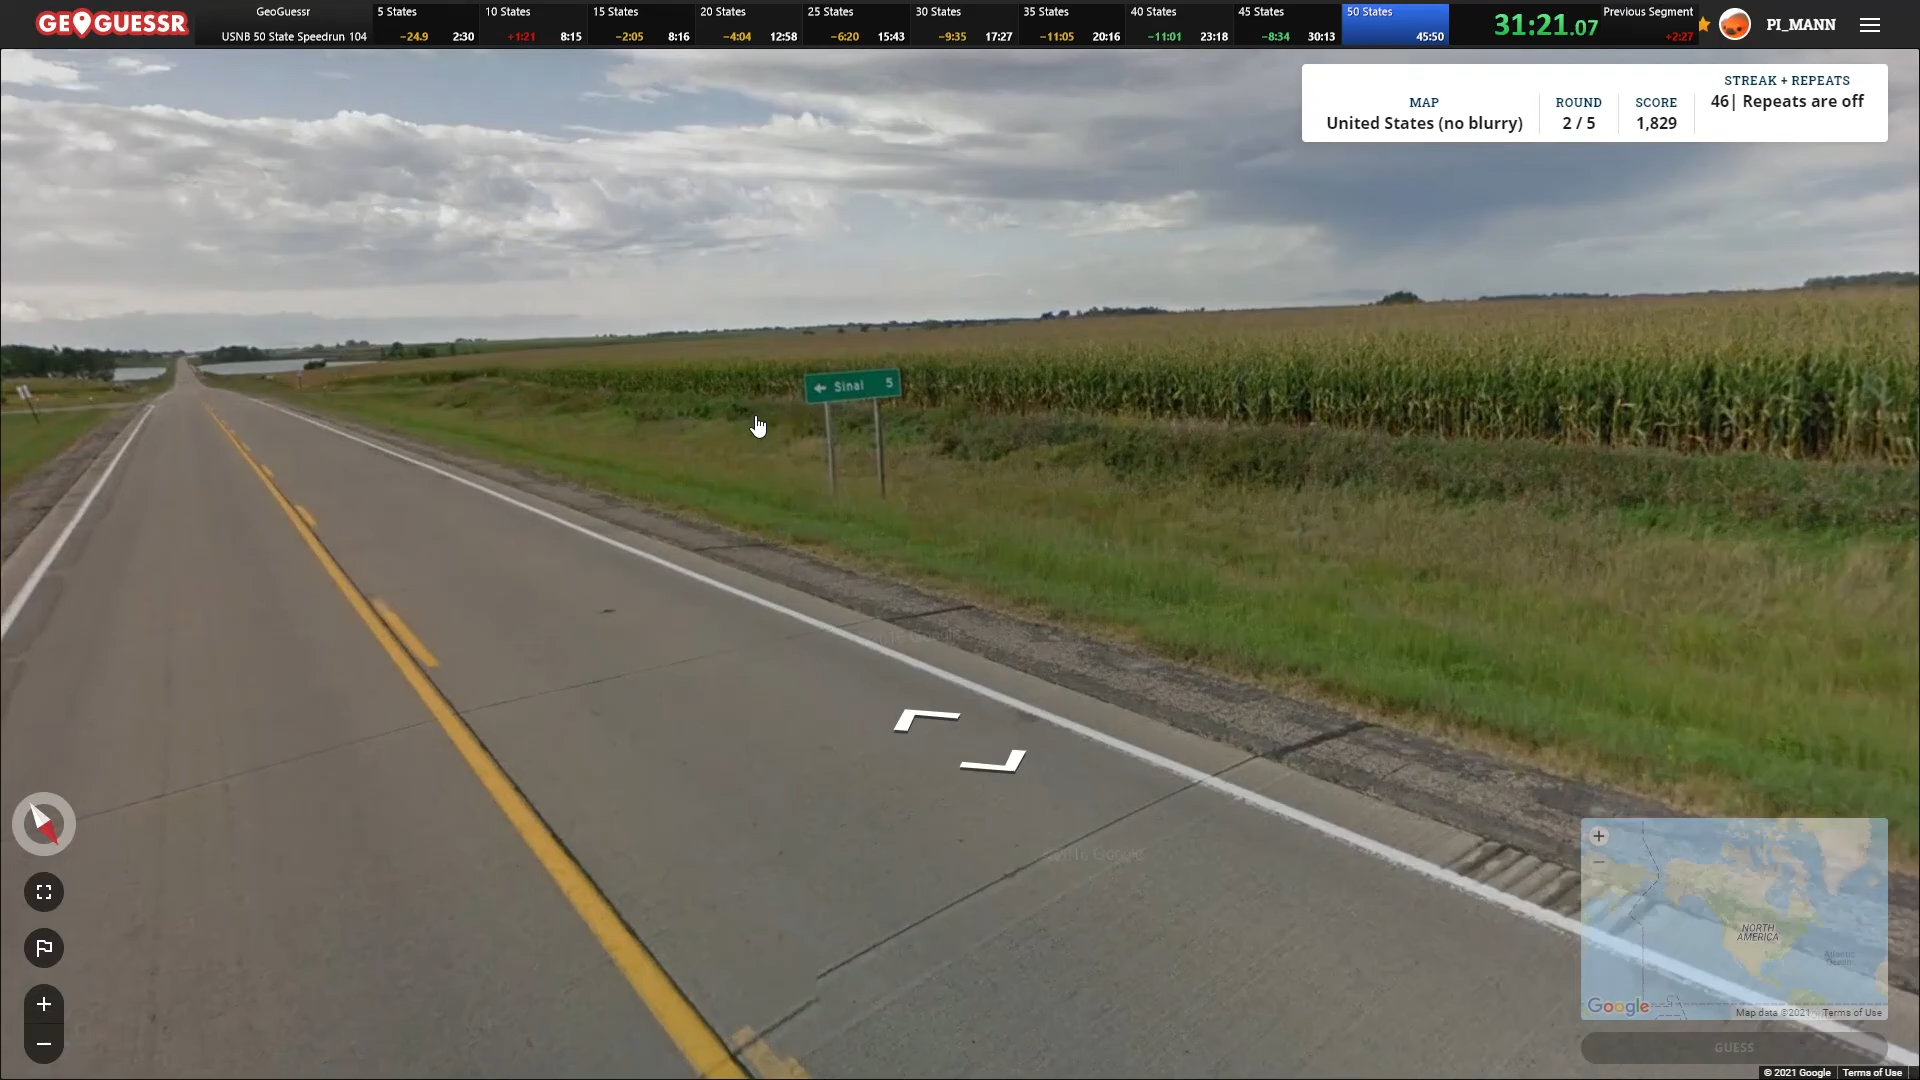 GEOGUESSR
GeoGuessr
USNB 50 State Speedrun 104
5 States
−24.9 2:30
10 States
+1:21 8:15
15 States
−2:05 8:16
20 States
−4:04 12:58
25 States
−6:20 15:43
30 States
−9:35 17:27
35 States
−11:05 20:16
40 States
−11:01 23:18
45 States
−8:34 30:13
50 States
45:50
31:21.07
Previous Segment
+2:27
PI_MANN
MAP
United States (no blurry)
ROUND
2 / 5
SCORE
1,829
STREAK + REPEATS
46| Repeats are off
← Sinai 5
NORTH
AMERICA
Atlantic
Ocean
Google
Map data ©2021
Terms of Use
GUESS
© 2021 Google
Terms of Use